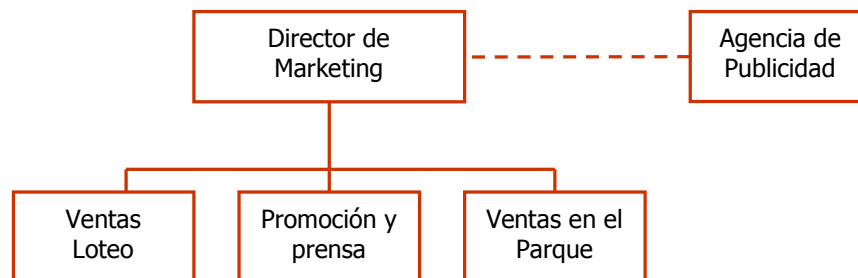 Director de
Marketing
Agencia de
Publicidad
Ventas
Loteo
Promoción y
prensa
Ventas en el
Parque